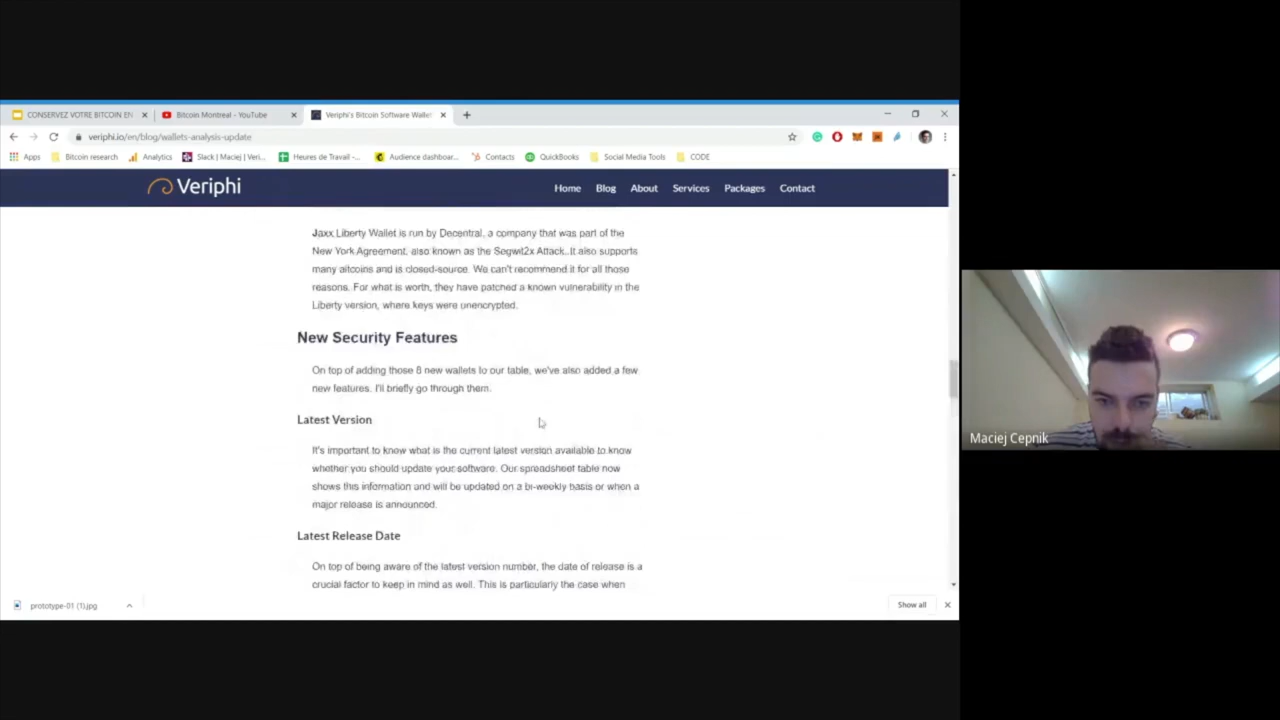 CONSERVEZ VOTRE BITCOIN EN
Bitcoin Montreal - YouTube
Veriphi's Bitcoin Software Wallet
veriphi.io/en/blog/wallets-analysis-update
Apps Bitcoin research Analytics Slack | Maciej | Veri... Heures de Travail -... Audience dashboar... Contacts QuickBooks Social Media Tools CODE
Veriphi
Home Blog About Services Packages Contact
Jaxx Liberty Wallet is run by Decentral, a company that was part of the
New York Agreement, also known as the Segwit2x Attack. It also supports
many altcoins and is closed-source. We can't recommend it for all those
reasons. For what is worth, they have patched a known vulnerability in the
Liberty version, where keys were unencrypted.
New Security Features
On top of adding those 8 new wallets to our table, we've also added a few
new features. I'll briefly go through them.
Latest Version
It's important to know what is the current latest version available to know
whether you should update your software. Our spreadsheet table now
shows this information and will be updated on a bi-weekly basis or when a
major release is announced.
Latest Release Date
On top of being aware of the latest version number, the date of release is a
crucial factor to keep in mind as well. This is particularly the case when
prototype-01 (1).jpg
Show all
Maciej Cepnik